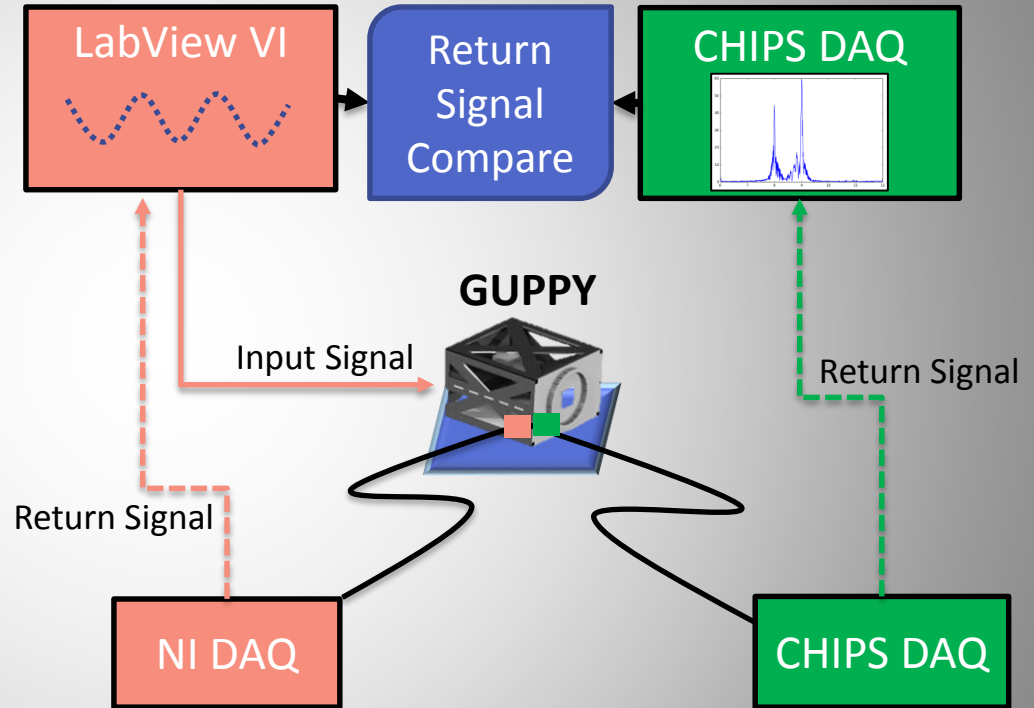 LabView VI
Return
Signal
Compare
CHIPS DAQ
GUPPY
Input Signal
Return Signal
Return Signal
NI DAQ
CHIPS DAQ